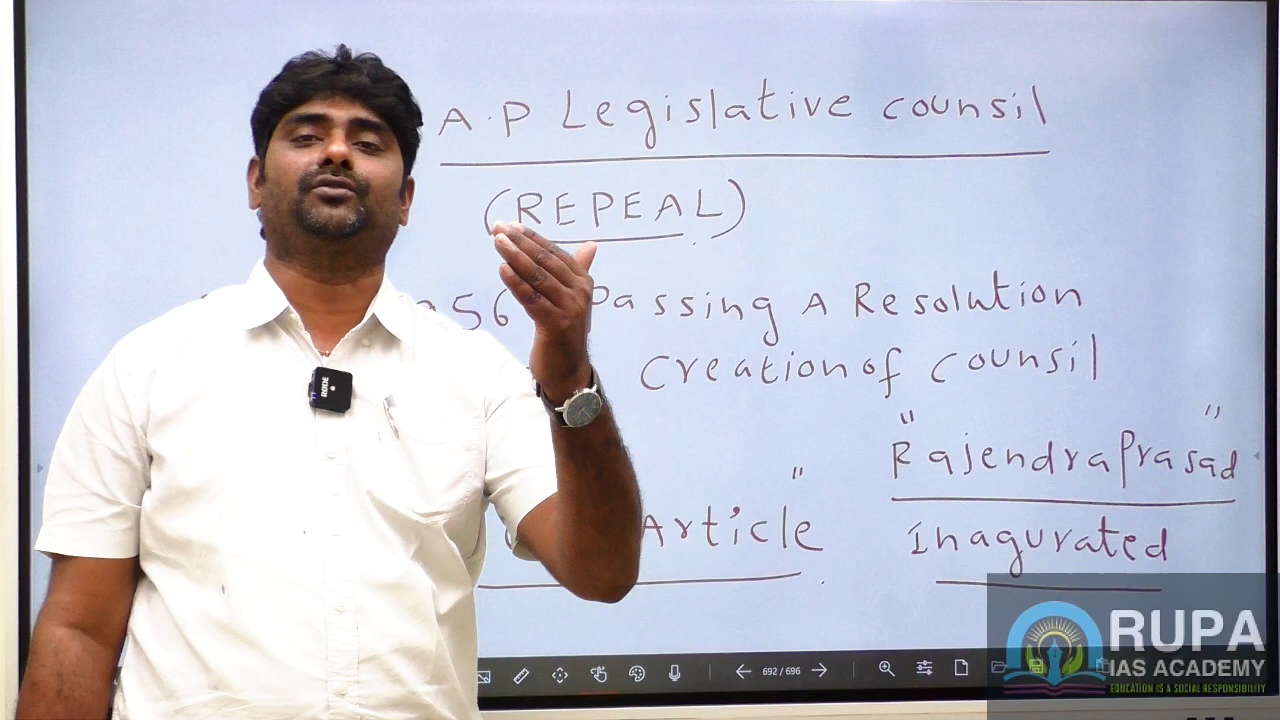 A.P Legislative counsil
(REPEAL)
956 Passing A Resolution
creation of counsil
"Rajendra Prasad"
Article"
Inagurated
RODE
692 / 696
RUPA
IAS ACADEMY
EDUCATION IS A SOCIAL RESPONSIBILITY